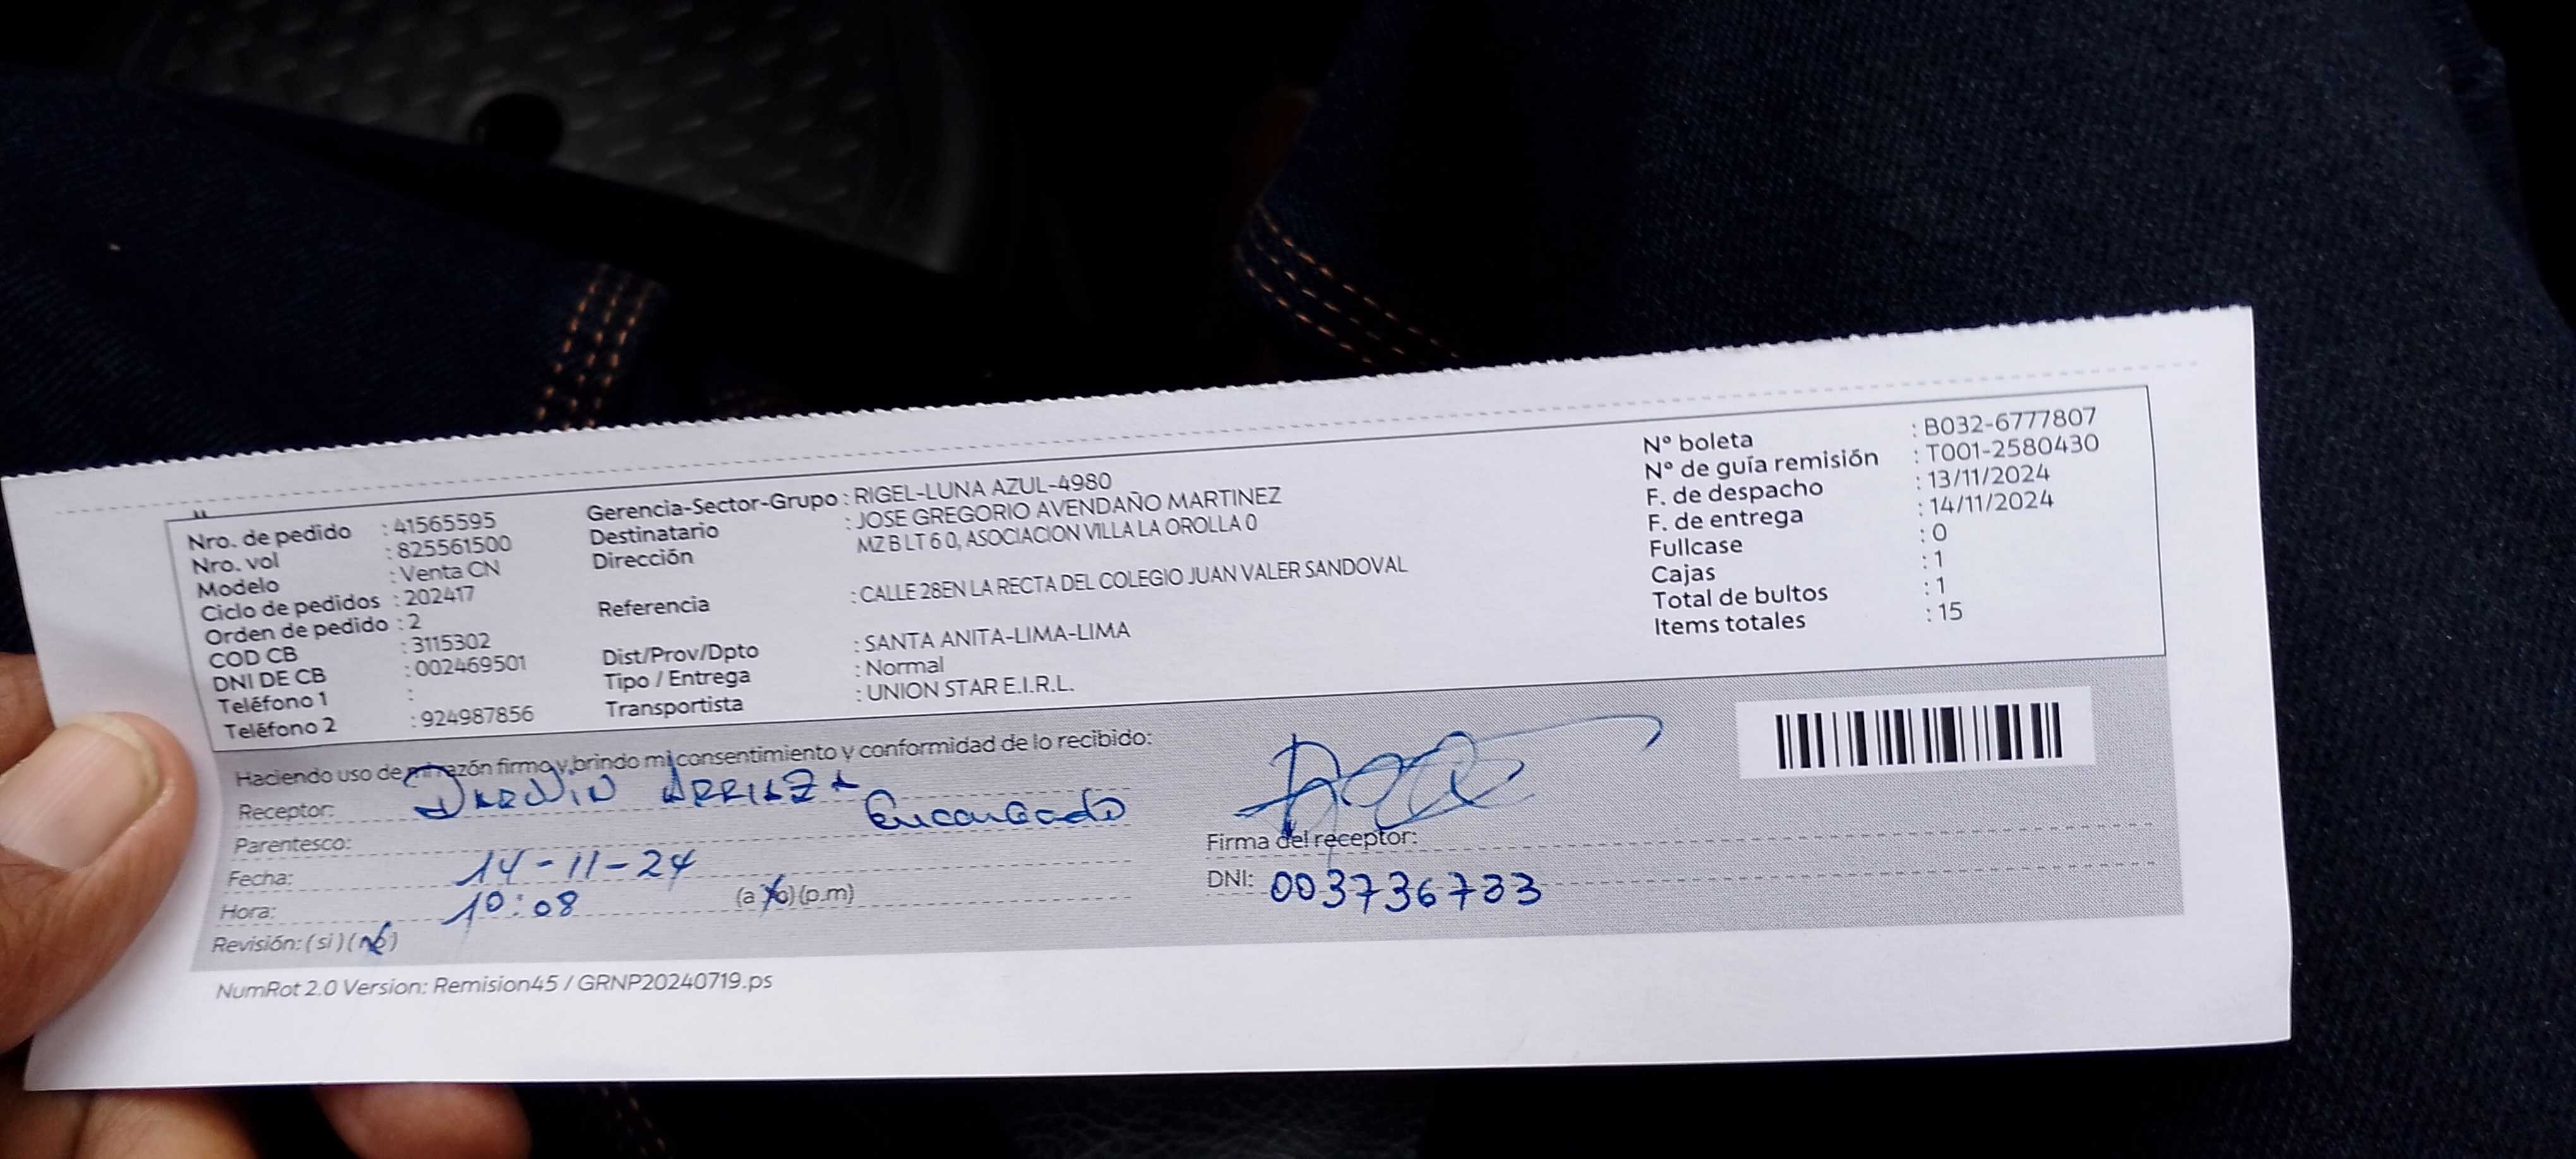 Nro. de pedido : 41565595
Nro. vol : 825561500
Modelo : Venta CN
Ciclo de pedidos : 202417
Orden de pedido : 2
COD CB : 3115302
DNI DE CB : 002469501
Teléfono 1 :
Teléfono 2 : 924987856
Gerencia-Sector-Grupo : RIGEL-LUNA AZUL-4980
Destinatario : JOSE GREGORIO AVENDAÑO MARTINEZ
Dirección MZ B LT 6 0, ASOCIACION VILLA LA OROLLA 0
Referencia : CALLE 28EN LA RECTA DEL COLEGIO JUAN VALER SANDOVAL
Dist/Prov/Dpto : SANTA ANITA-LIMA-LIMA
Tipo / Entrega : Normal
Transportista : UNION STAR E.I.R.L.
Nº boleta : B032-6777807
Nº de guía remisión : T001-2580430
F. de despacho : 13/11/2024
F. de entrega : 14/11/2024
Fullcase : 0
Cajas : 1
Total de bultos : 1
Items totales : 15
Haciendo uso de mi razón firmo y brindo mi consentimiento y conformidad de lo recibido:
Receptor: DARWIN ARRIAZA
Encargado
Parentesco:
Fecha: 14-11-24
Hora: 10:08 (a.m)(p.m)
Revisión: (si) (no)
Firma del receptor:
DNI: 003736733
NumRot 2.0 Version: Remision45 / GRNP20240719.ps